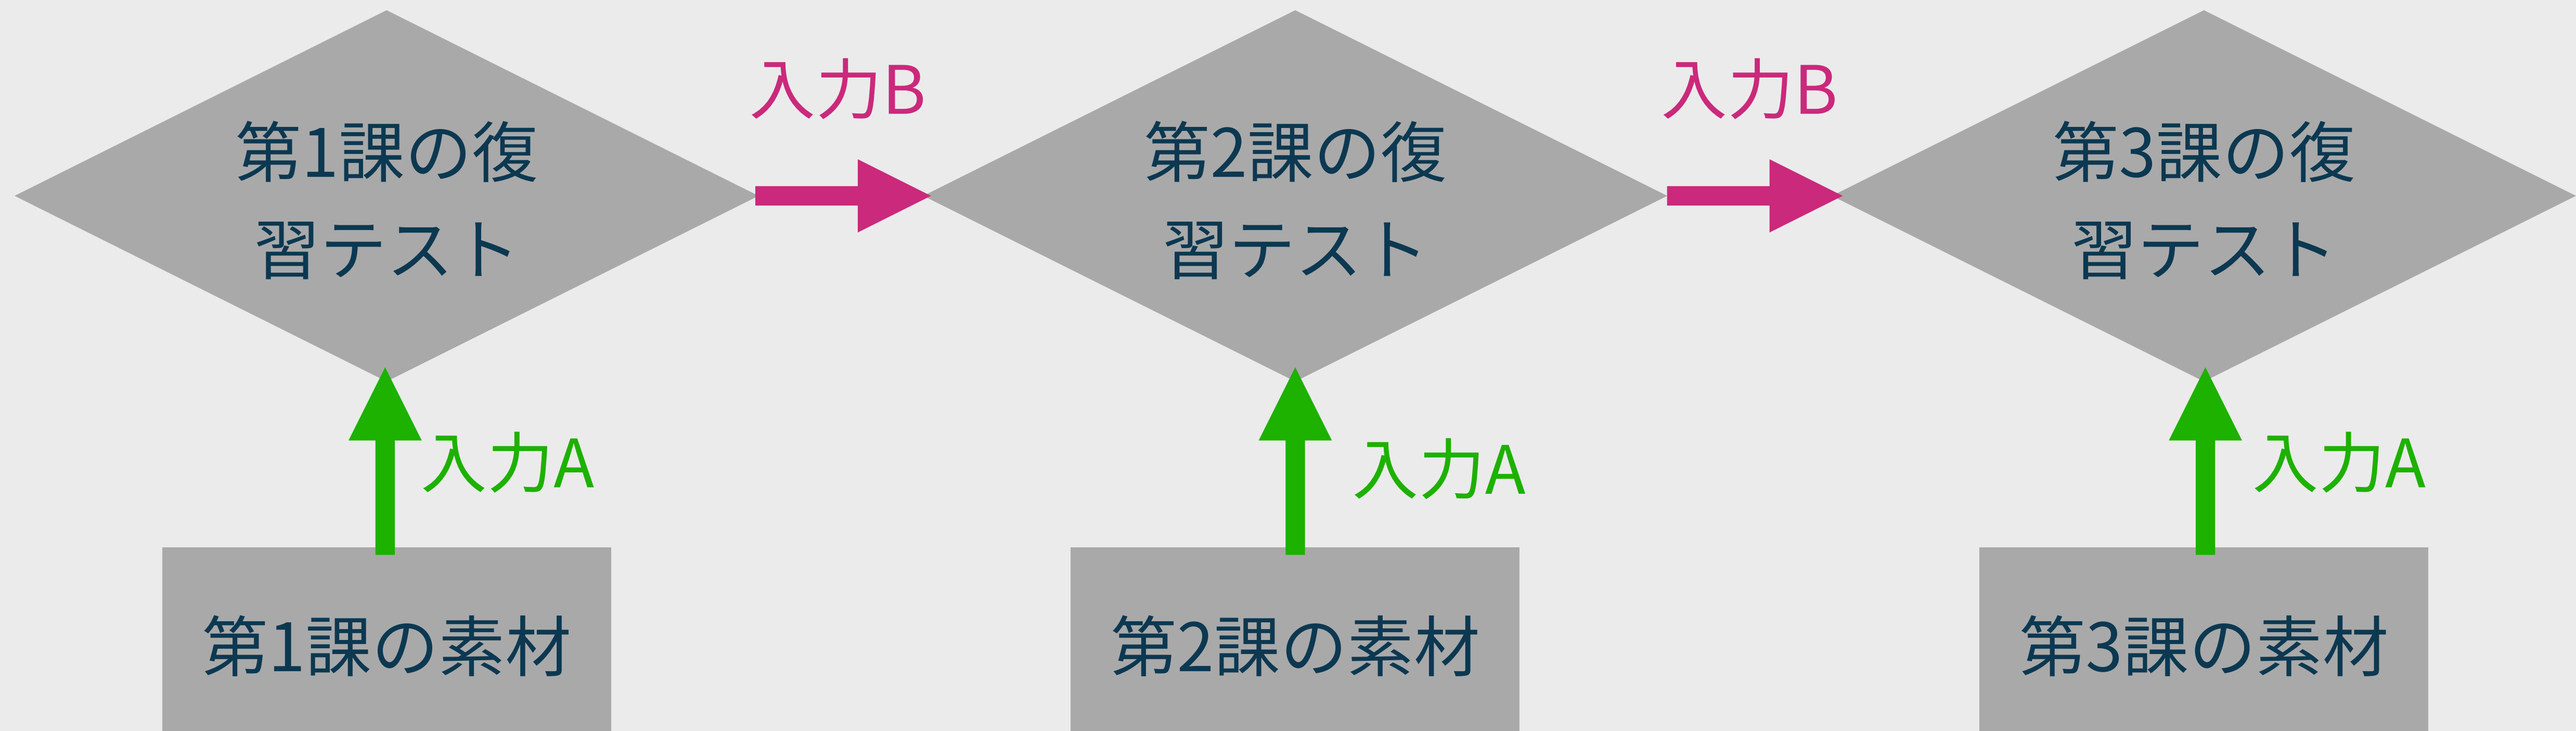 第1課の復
習テスト
入力B
第2課の復
習テスト
入力B
第3課の復
習テスト
入力A
入力A
入力A
第1課の素材
第2課の素材
第3課の素材